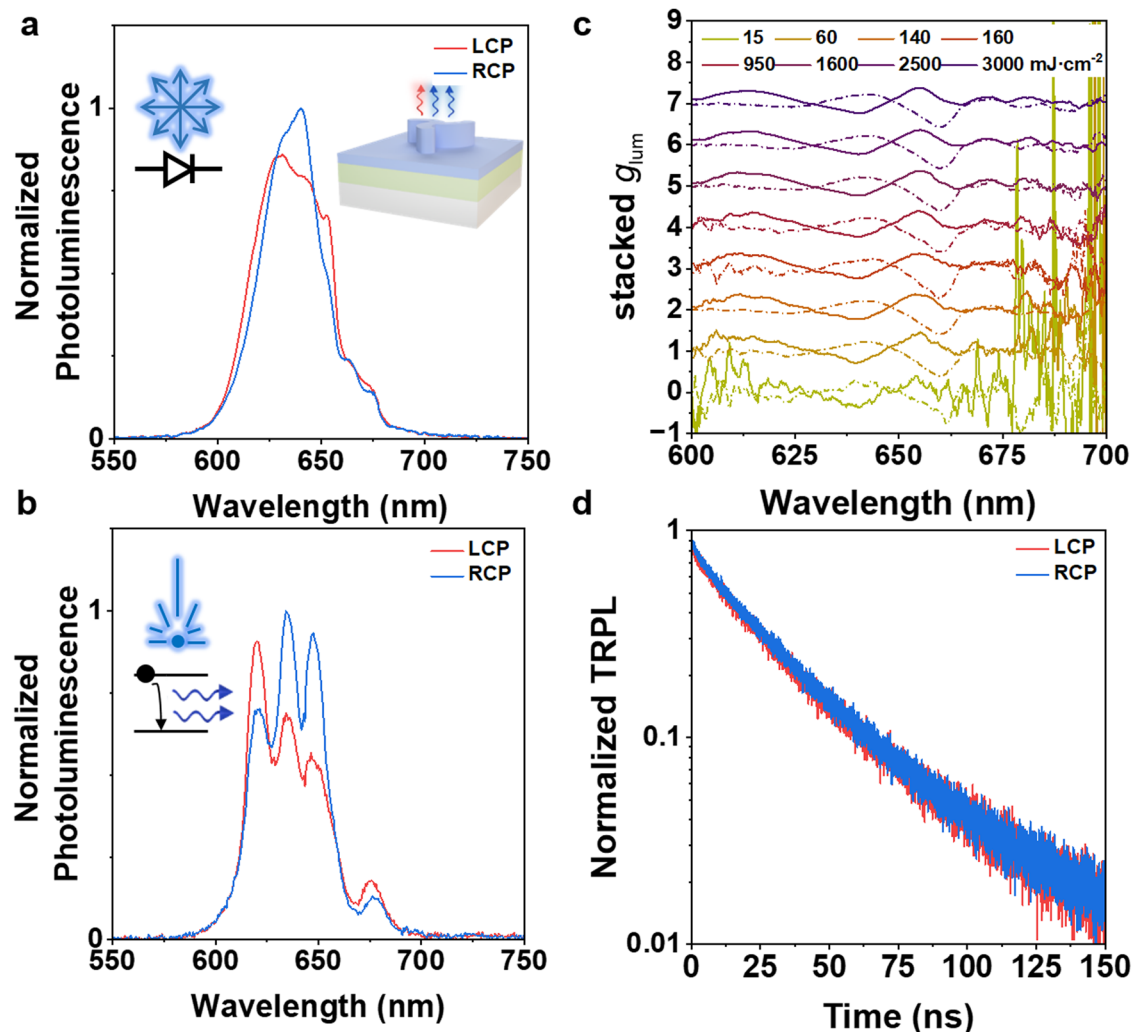 a
LCP
RCP
Normalized
Photoluminescence
1
0
550
600
650
700
750
Wavelength (nm)
b
LCP
RCP
Normalized
Photoluminescence
1
0
550
600
650
700
750
Wavelength (nm)
c
15
60
140
160
950
1600
2500
3000 mJ·cm⁻²
stacked glum
9
8
7
6
5
4
3
2
1
0
−1
600
625
650
675
700
Wavelength (nm)
d
LCP
RCP
Normalized TRPL
1
0.1
0.01
0
25
50
75
100
125
150
Time (ns)